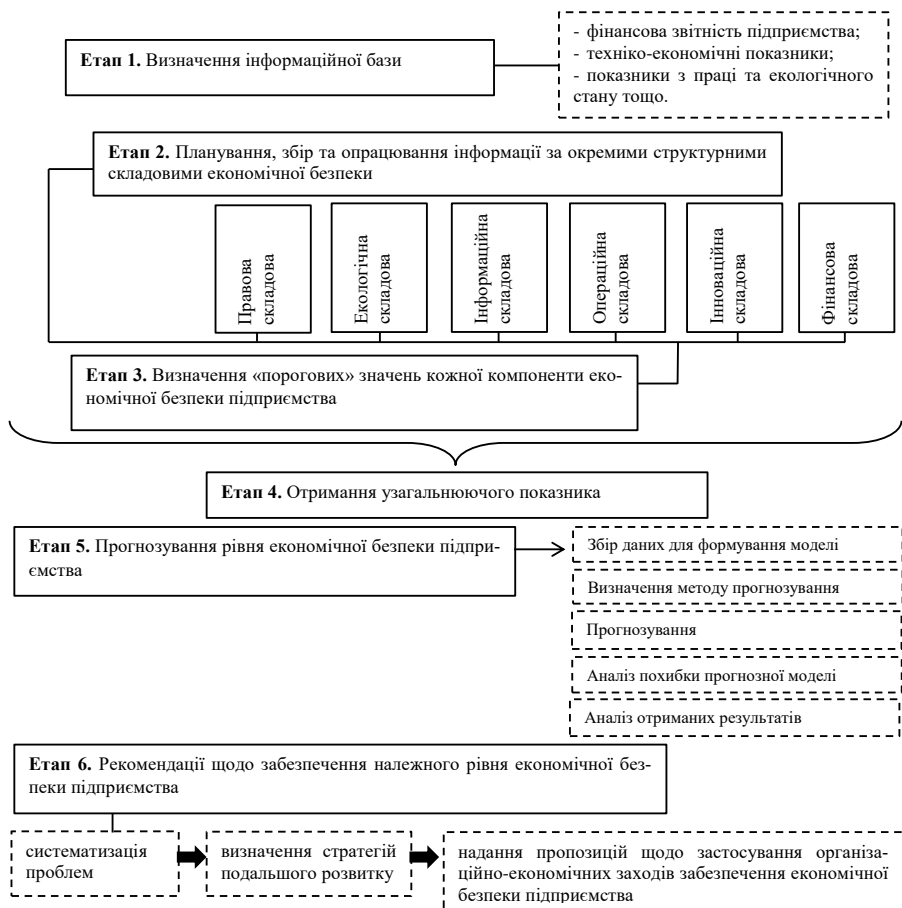 Етап 1. Визначення інформаційної бази
- фінансова звітність підприємства;
- техніко-економічні показники;
- показники з праці та екологічного
стану тощо.
Етап 2. Планування, збір та опрацювання інформації за окремими структурними
складовими економічної безпеки
Правова
складова
Екологічна
складова
Інформаційна
складова
Операційна
складова
Інноваційна
складова
Фінансова
складова
Етап 3. Визначення «порогових» значень кожної компоненти еко-
номічної безпеки підприємства
Етап 4. Отримання узагальнюючого показника
Етап 5. Прогнозування рівня економічної безпеки підпри-
ємства
Збір даних для формування моделі
Визначення методу прогнозування
Прогнозування
Аналіз похибки прогнозної моделі
Аналіз отриманих результатів
Етап 6. Рекомендації щодо забезпечення належного рівня економічної без-
пеки підприємства
систематизація
проблем
визначення стратегій
подальшого розвитку
надання пропозицій щодо застосування організа-
ційно-економічних заходів забезпечення економічної
безпеки підприємства